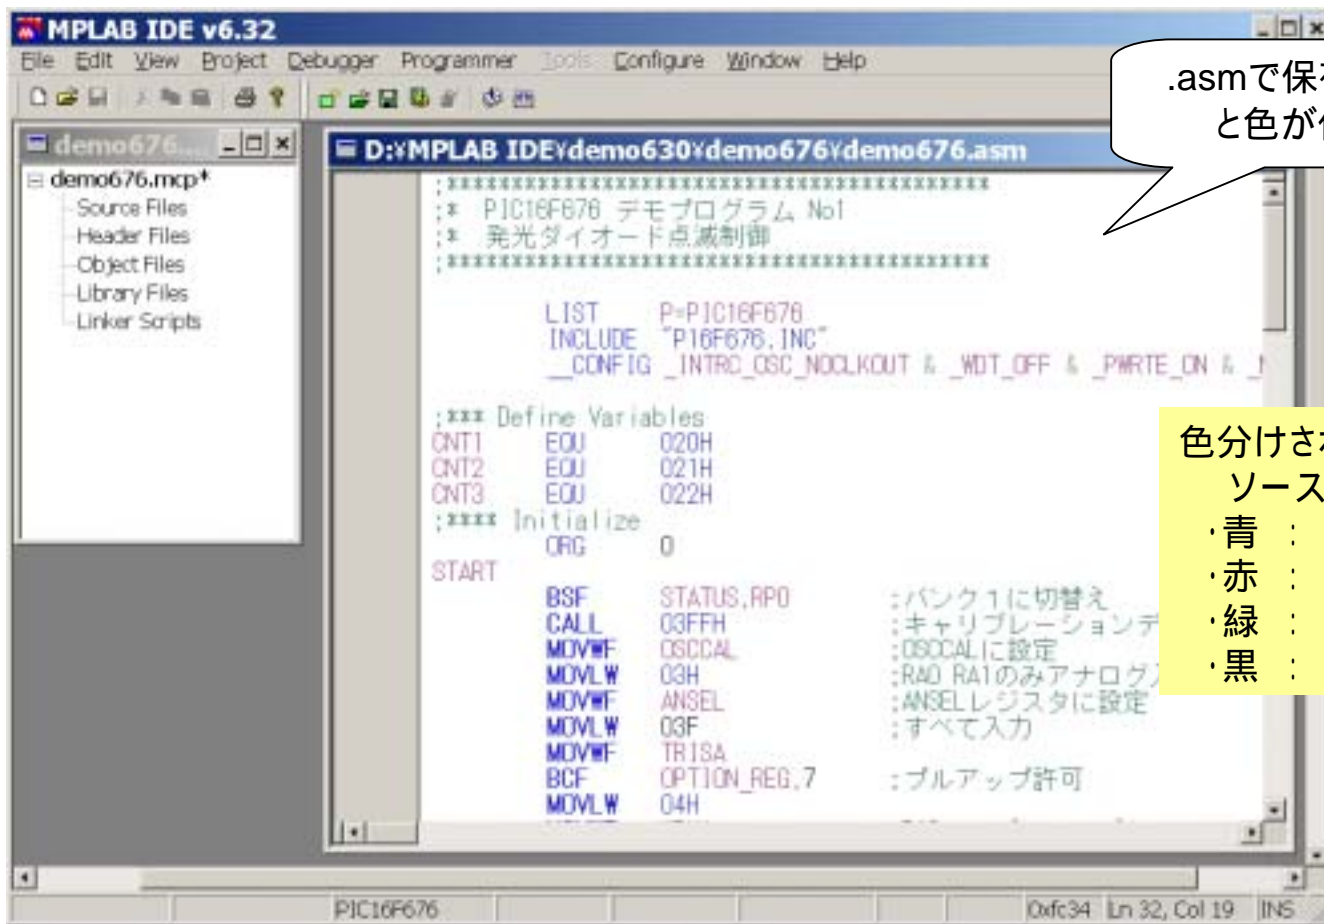 MPLAB IDE v6.32
File Edit View Project Debugger Programmer Tools Configure Window Help
.asmで保
と色が
demo676....
D:¥MPLAB IDE¥demo630¥demo676¥demo676.asm
demo676.mcp*
Source Files
Header Files
Object Files
Library Files
Linker Scripts
;******************************************
;* PIC16F676 デモプログラム No1
;* 発光ダイオード点滅制御
;******************************************
LIST P=PIC16F676
INCLUDE "P16F676.INC"
__CONFIG _INTRC_OSC_NOCLKOUT & _WDT_OFF & _PWRTE_ON &
;*** Define Variables
CNT1 EQU 020H
CNT2 EQU 021H
CNT3 EQU 022H
;**** Initialize
ORG 0
START
BSF STATUS,RP0 ;バンク1に切替え
CALL 03FFH ;キャリブレーションデ
MOVWF OSCCAL ;OSCCALに設定
MOVLW 03H ;RA0 RA1のみアナログ
MOVWF ANSEL ;ANSELレジスタに設定
MOVLW 03F ;すべて入力
MOVWF TRISA
BCF OPTION_REG,7 ;プルアップ許可
MOVLW 04H
色分けさ
ソース
・青 :
・赤 :
・緑 :
・黒 :
PIC16F676 0xfc34 Ln 32, Col 19 INS